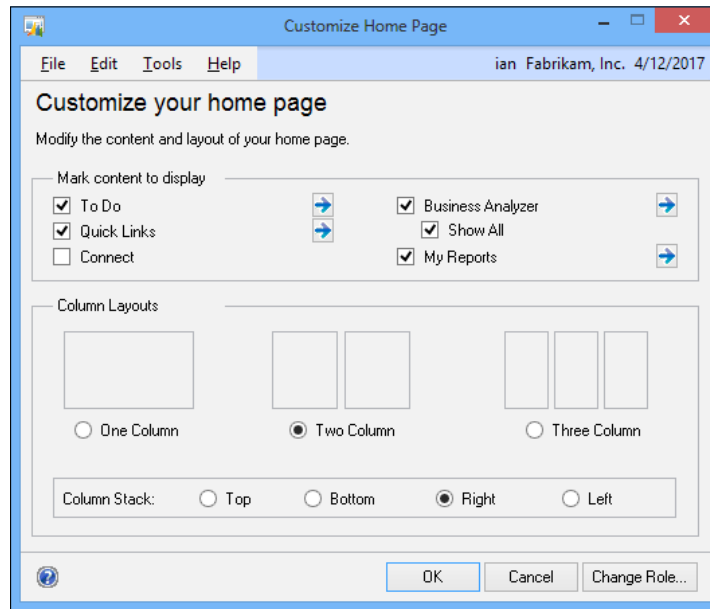 Customize Home Page
File Edit Tools Help ian Fabrikam, Inc. 4/12/2017
Customize your home page
Modify the content and layout of your home page.
Mark content to display
To Do Business Analyzer
Quick Links Show All
Connect My Reports
Column Layouts
One Column Two Column Three Column
Column Stack: Top Bottom Right Left
OK Cancel Change Role...